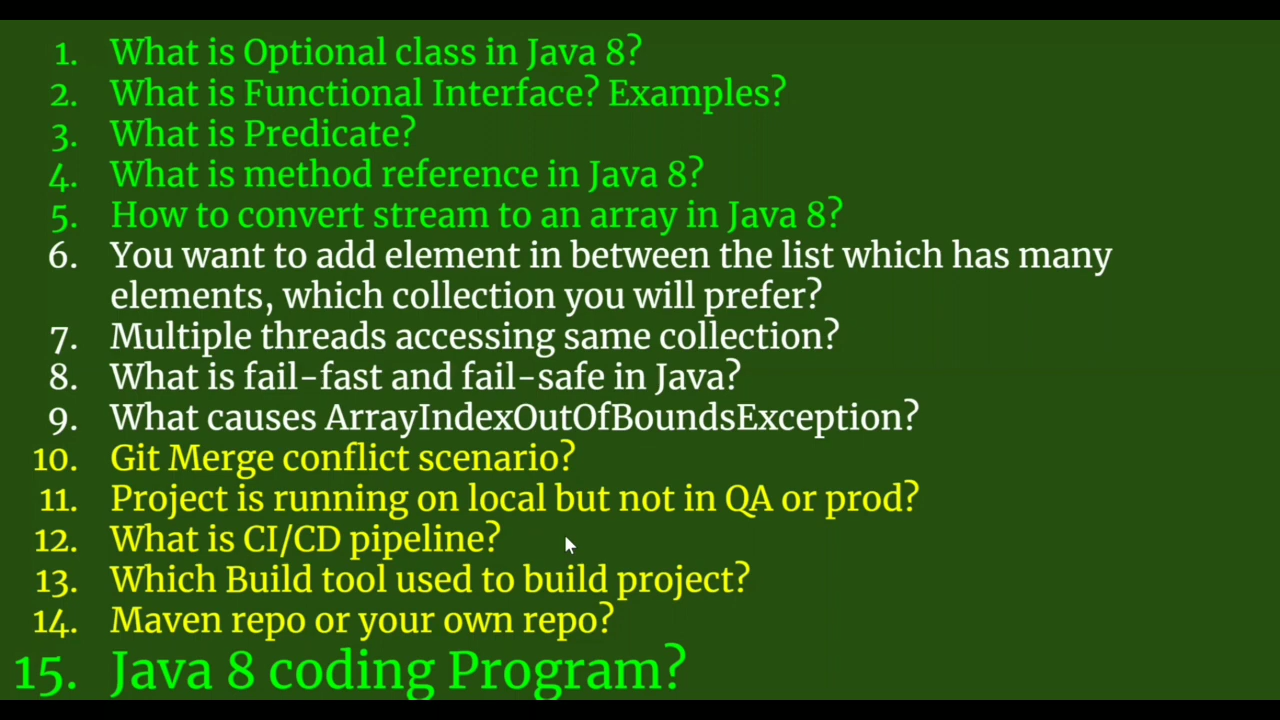 1. What is Optional class in Java 8?
2. What is Functional Interface? Examples?
3. What is Predicate?
4. What is method reference in Java 8?
5. How to convert stream to an array in Java 8?
6. You want to add element in between the list which has many
elements, which collection you will prefer?
7. Multiple threads accessing same collection?
8. What is fail-fast and fail-safe in Java?
9. What causes ArrayIndexOutOfBoundsException?
10. Git Merge conflict scenario?
11. Project is running on local but not in QA or prod?
12. What is CI/CD pipeline?
13. Which Build tool used to build project?
14. Maven repo or your own repo?
15. Java 8 coding Program?